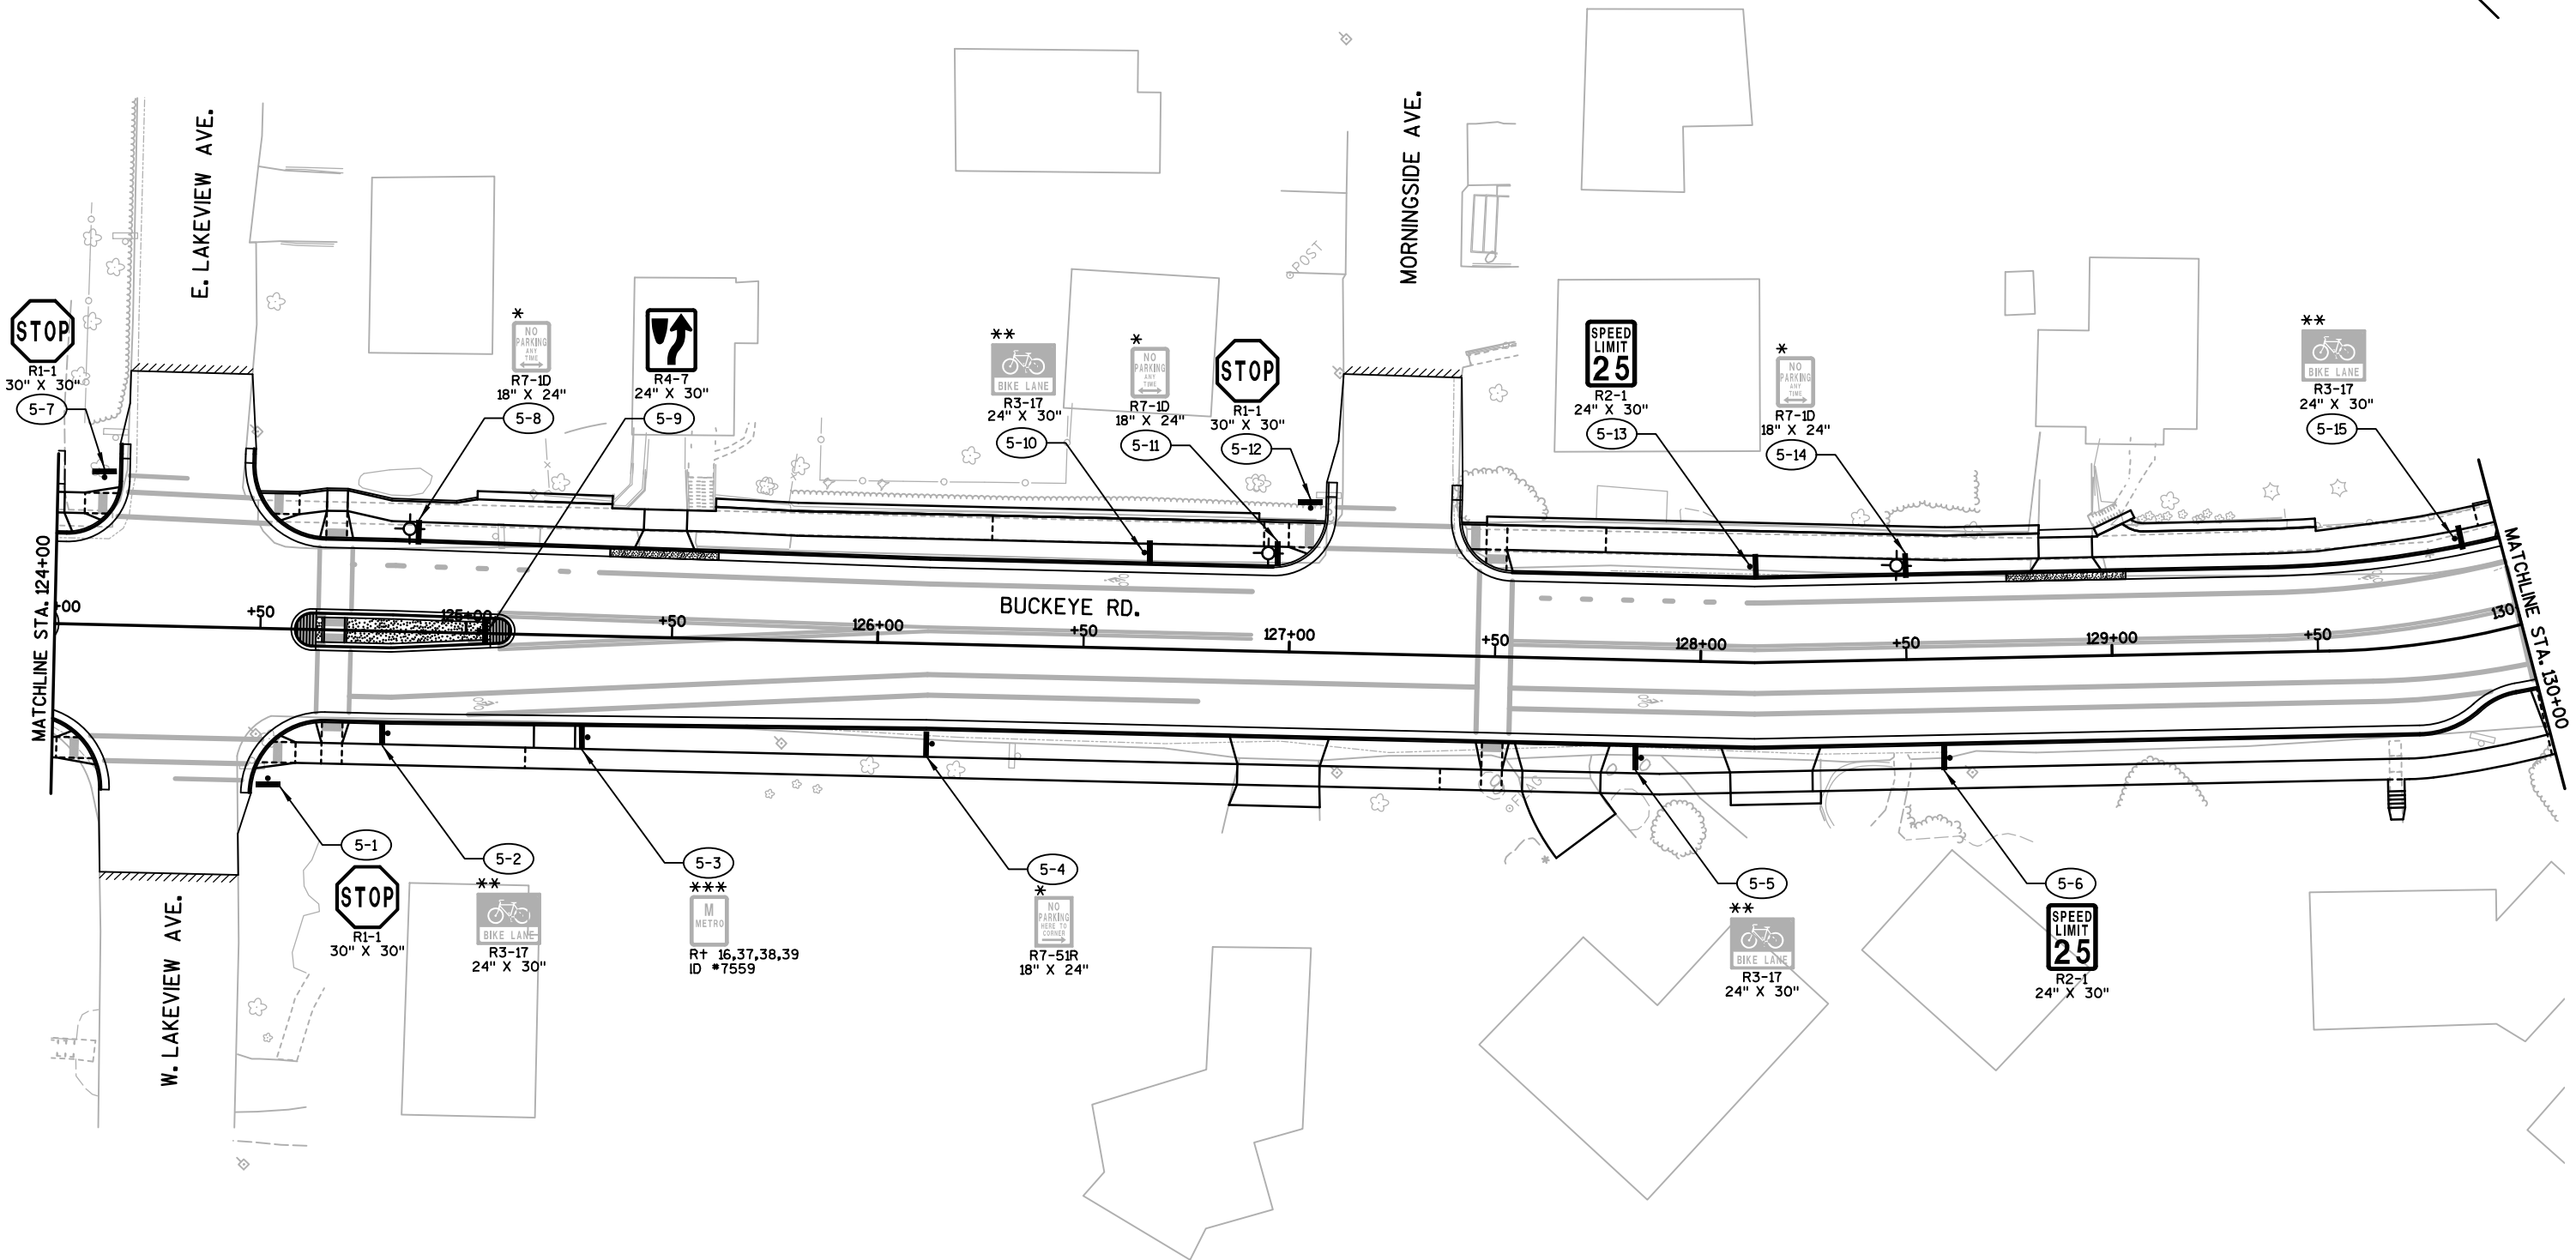 E. LAKEVIEW AVE.
MORNINGSIDE AVE.
POST
STOP
R1-1
30" X 30"
5-7
*
NO
PARKING
ANY
TIME
R7-1D
18" X 24"
5-8
R4-7
24" X 30"
5-9
**
BIKE LANE
R3-17
24" X 30"
5-10
*
NO
PARKING
ANY
TIME
R7-1D
18" X 24"
5-11
STOP
R1-1
30" X 30"
5-12
SPEED
LIMIT
25
R2-1
24" X 30"
5-13
*
NO
PARKING
ANY
TIME
R7-1D
18" X 24"
5-14
**
BIKE LANE
R3-17
24" X 30"
5-15
MATCHLINE STA. 124+00
+00
+50
125+00
+50
126+00
+50
BUCKEYE RD.
127+00
+50
128+00
+50
129+00
+50
130
MATCHLINE STA. 130+00
FLAG
5-1
STOP
R1-1
30" X 30"
5-2
**
BIKE LANE
R3-17
24" X 30"
5-3
***
M
METRO
Rt 16,37,38,39
ID #7559
5-4
*
NO
PARKING
HERE TO
CORNER
R7-51R
18" X 24"
5-5
**
BIKE LANE
R3-17
24" X 30"
5-6
SPEED
LIMIT
25
R2-1
24" X 30"
W. LAKEVIEW AVE.